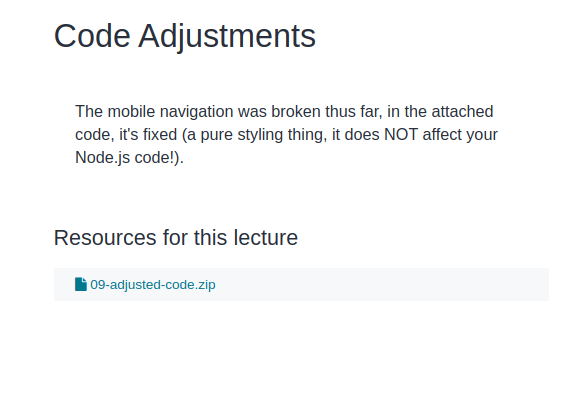 Code Adjustments
The mobile navigation was broken thus far, in the attached
code, it's fixed (a pure styling thing, it does NOT affect your
Node.js code!).
Resources for this lecture
09-adjusted-code.zip